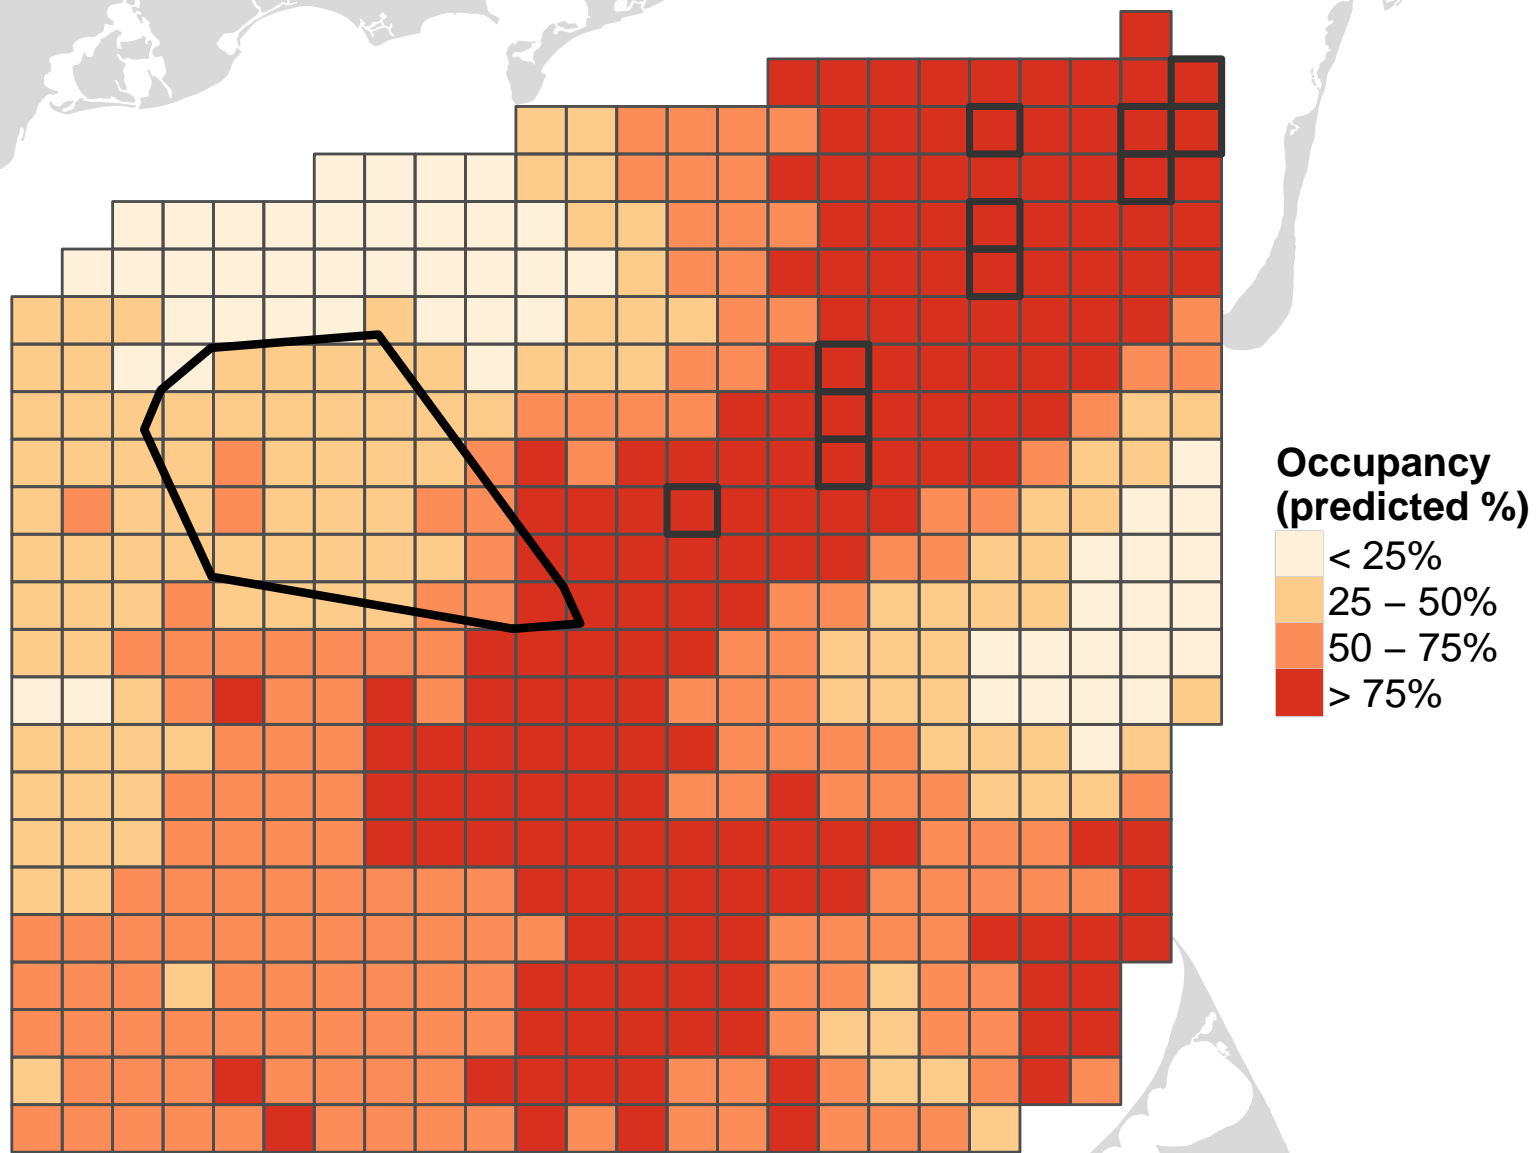 Occupancy
(predicted %)
< 25%
25 – 50%
50 – 75%
> 75%